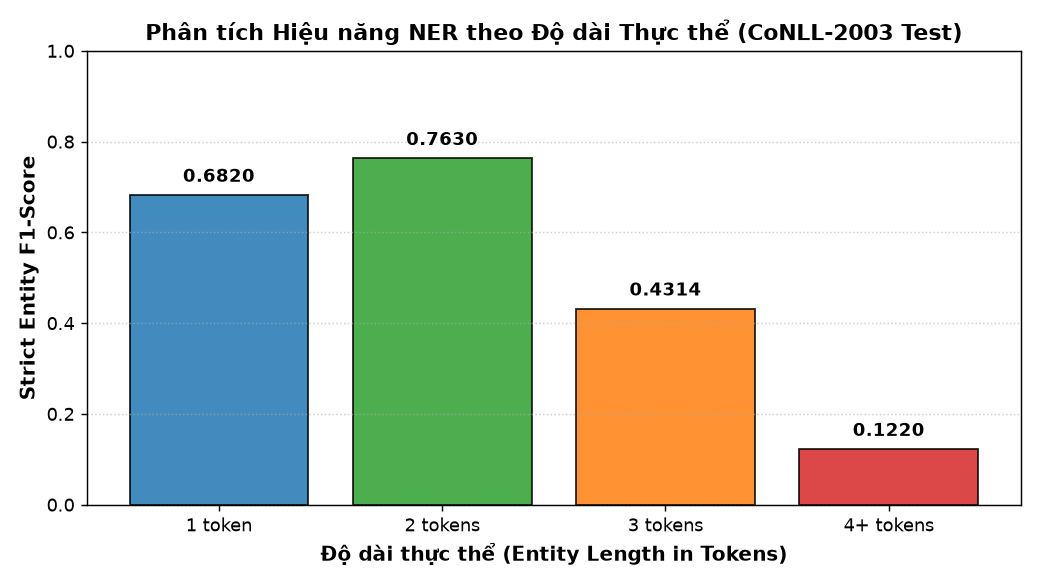 Phân tích Hiệu năng NER theo Độ dài Thực thể (CoNLL-2003 Test)
Strict Entity F1-Score
1.0
0.8
0.6
0.4
0.2
0.0
0.6820
0.7630
0.4314
0.1220
1 token
2 tokens
3 tokens
4+ tokens
Độ dài thực thể (Entity Length in Tokens)